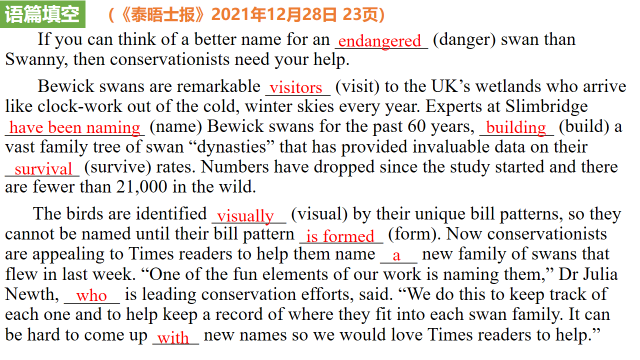 语篇填空 (《泰晤士报》2021年12月28日 23页)
If you can think of a better name for an endangered (danger) swan than
Swanny, then conservationists need your help.
Bewick swans are remarkable visitors (visit) to the UK's wetlands who arrive
like clock-work out of the cold, winter skies every year. Experts at Slimbridge
have been naming (name) Bewick swans for the past 60 years, building (build) a
vast family tree of swan “dynasties” that has provided invaluable data on their
survival (survive) rates. Numbers have dropped since the study started and there
are fewer than 21,000 in the wild.
The birds are identified visually (visual) by their unique bill patterns, so they
cannot be named until their bill pattern is formed (form). Now conservationists
are appealing to Times readers to help them name a new family of swans that
flew in last week. “One of the fun elements of our work is naming them,” Dr Julia
Newth, who is leading conservation efforts, said. “We do this to keep track of
each one and to help keep a record of where they fit into each swan family. It can
be hard to come up with new names so we would love Times readers to help.”